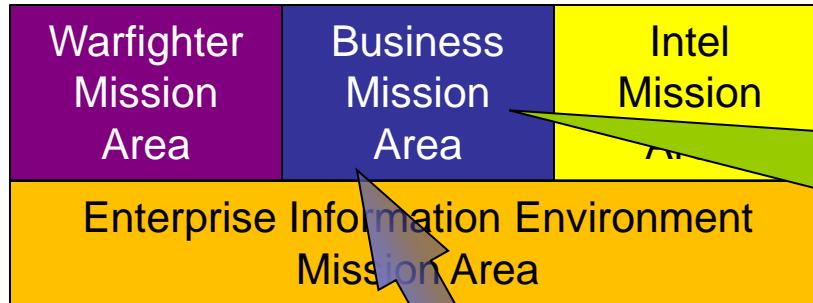 Warfighter
Mission
Area
Business
Mission
Area
Intel
Mission
Enterprise Information Environment
Mission Area